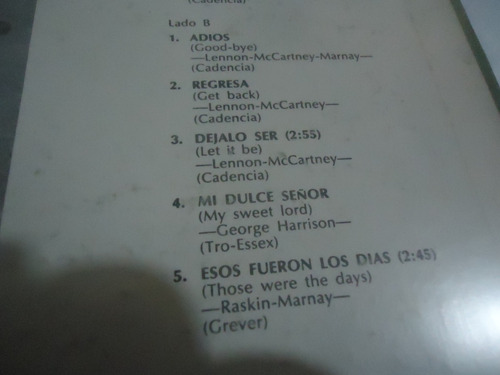 (Cadencia)
Lado B
1. ADIOS
(Good-bye)
—Lennon-McCartney-Marnay—
(Cadencia)
2. REGRESA
(Get back)
—Lennon-McCartney—
(Cadencia)
3. DEJALO SER (2:55)
(Let it be)
—Lennon-McCartney—
(Cadencia)
4. MI DULCE SEÑOR
(My sweet lord)
—George Harrison—
(Tro-Essex)
5. ESOS FUERON LOS DIAS (2:45)
(Those were the days)
—Raskin-Marnay—
(Grever)